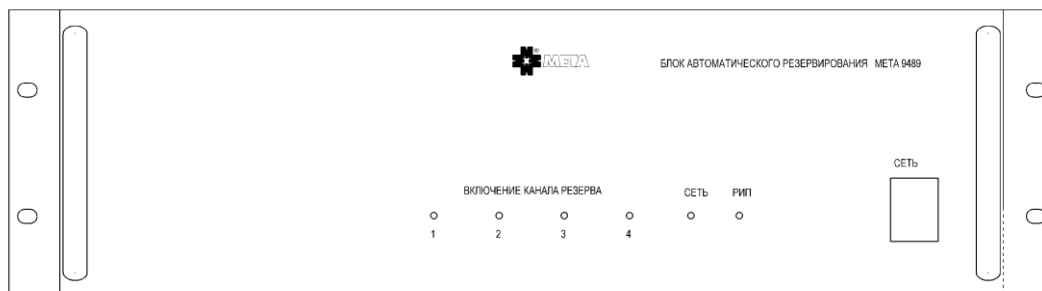 МЕТА
БЛОК АВТОМАТИЧЕСКОГО РЕЗЕРВИРОВАНИЯ МЕТА 9489
СЕТЬ
ВКЛЮЧЕНИЕ КАНАЛА РЕЗЕРВА СЕТЬ РИП
1 2 3 4